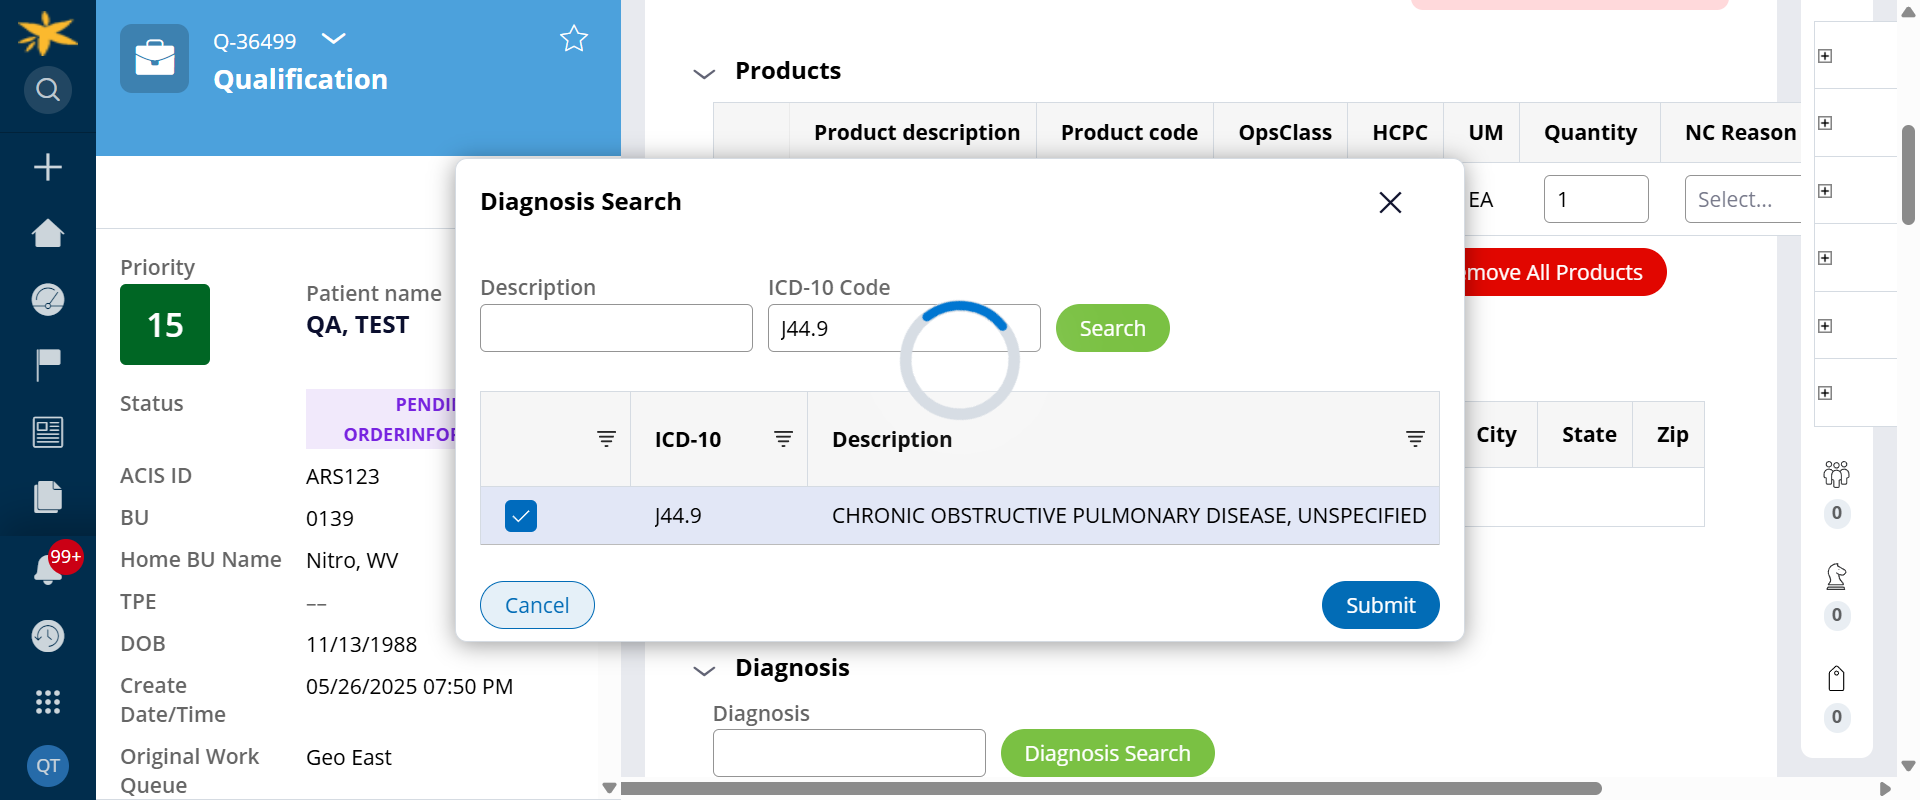 Q-36499
Qualification
Products
Product description Product code OpsClass HCPC UM Quantity NC Reason
EA 1 Select...
Diagnosis Search
Priority
15
Patient name
QA, TEST
emove All Products
Description ICD-10 Code
J44.9 Search
Status
PENDI
ORDERINFOR
ICD-10 Description
City State Zip
J44.9 CHRONIC OBSTRUCTIVE PULMONARY DISEASE, UNSPECIFIED
ACIS ID ARS123
BU 0139
Home BU Name Nitro, WV
TPE ––
DOB 11/13/1988
Create
Date/Time
05/26/2025 07:50 PM
Original Work
Queue
Geo East
Cancel Submit
Diagnosis
Diagnosis
Diagnosis Search
99+
QT
0
0
0